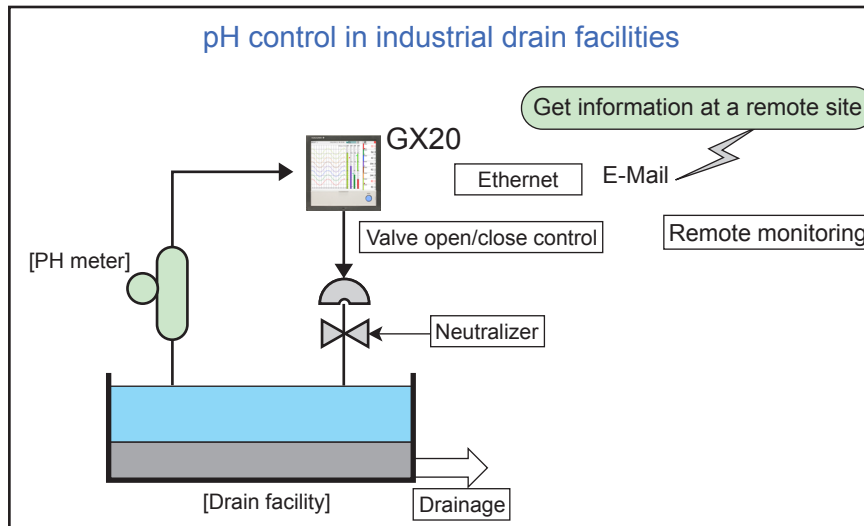 pH control in industrial drain facilities
Get information at a remote site
GX20
Ethernet
E-Mail
Valve open/close control
Remote monitoring
[PH meter]
Neutralizer
[Drain facility]
Drainage